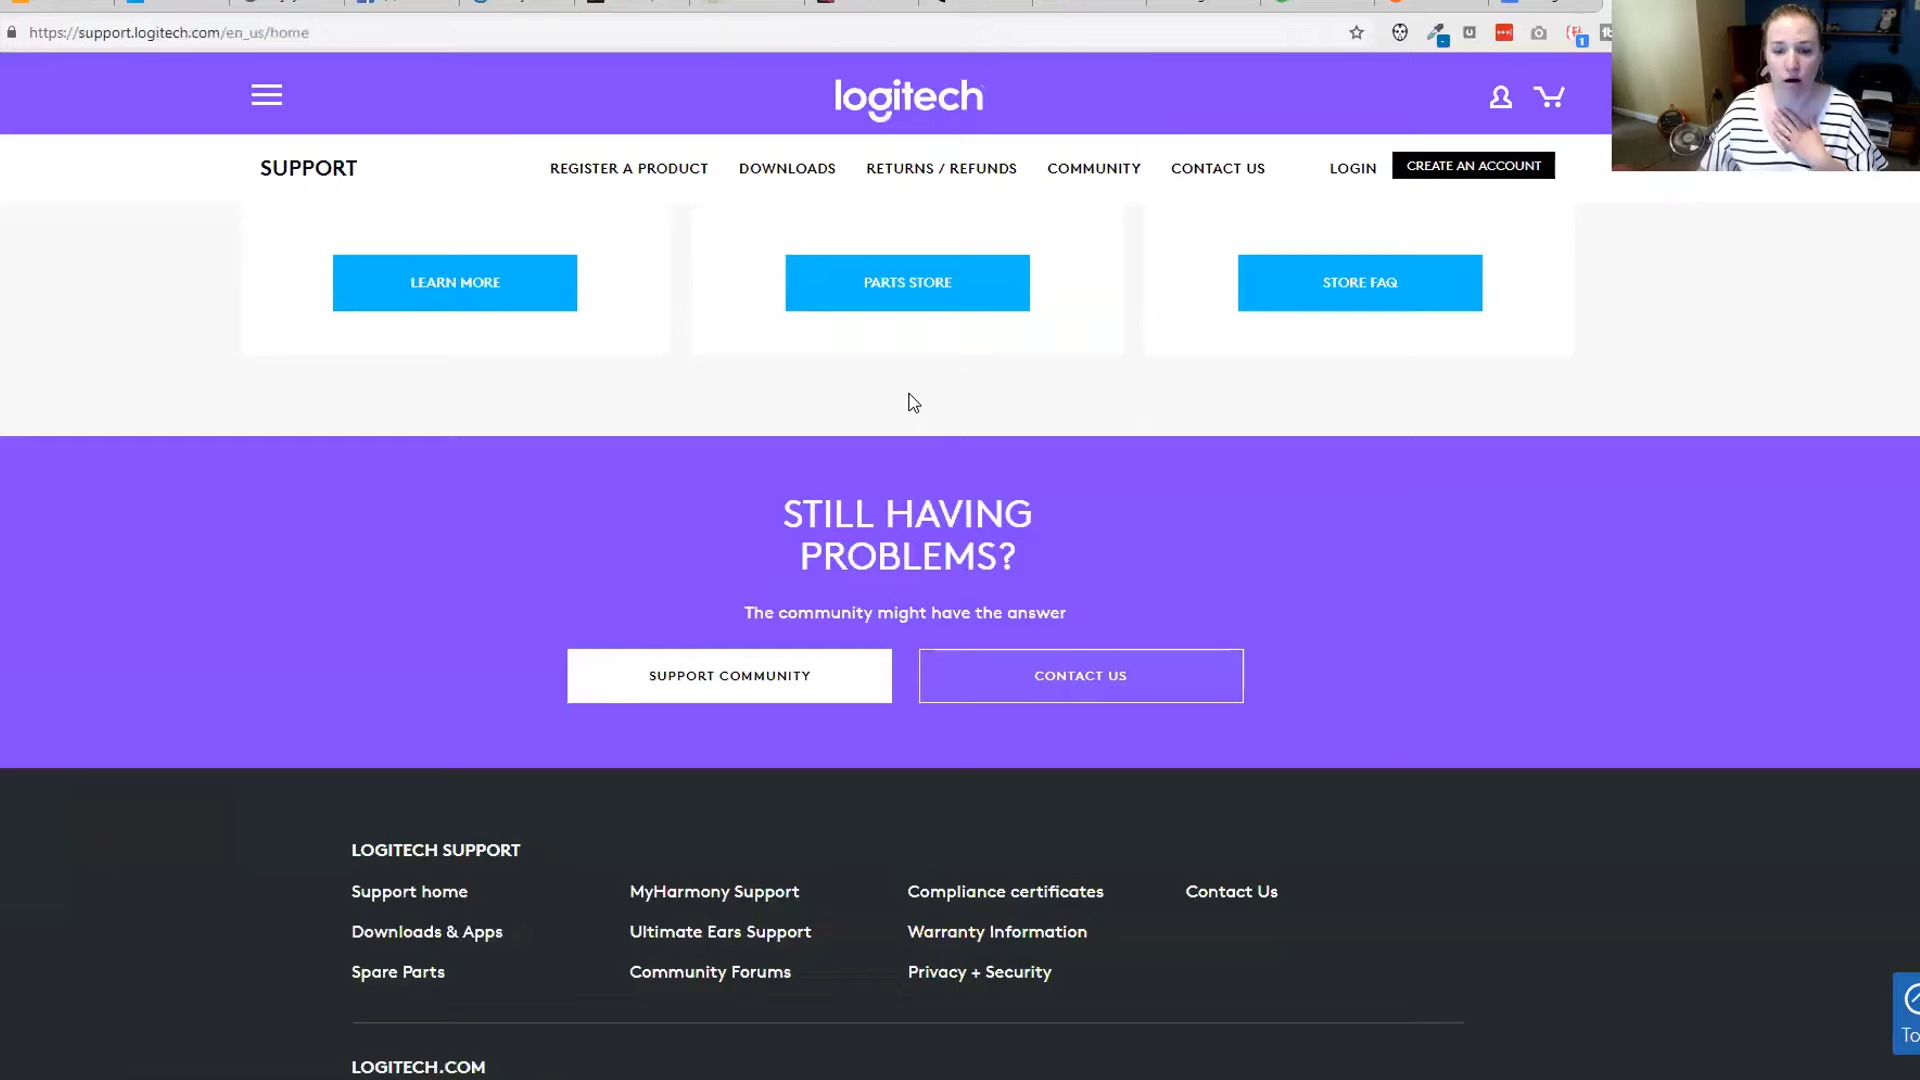 https://support.logitech.com/en_us/home
logitech
SUPPORT
REGISTER A PRODUCT
DOWNLOADS
RETURNS / REFUNDS
COMMUNITY
CONTACT US
LOGIN
CREATE AN ACCOUNT
LEARN MORE
PARTS STORE
STORE FAQ
STILL HAVING
PROBLEMS?
The community might have the answer
SUPPORT COMMUNITY
CONTACT US
LOGITECH SUPPORT
Support home
MyHarmony Support
Compliance certificates
Contact Us
Downloads & Apps
Ultimate Ears Support
Warranty Information
Spare Parts
Community Forums
Privacy + Security
To
LOGITECH.COM